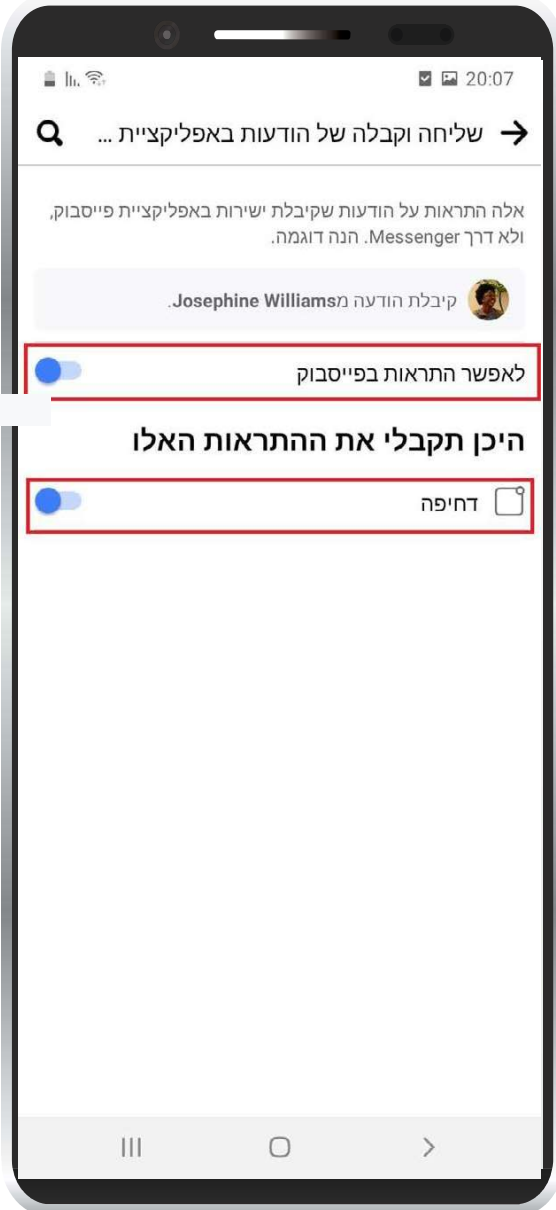 20:07
שליחה וקבלה של הודעות באפליקציית ...
אלה התראות על הודעות שקיבלת ישירות באפליקציית פייסבוק,
ולא דרך Messenger. הנה דוגמה.
קיבלת הודעה מJosephine Williams.
לאפשר התראות בפייסבוק
היכן תקבלי את ההתראות האלו
דחיפה